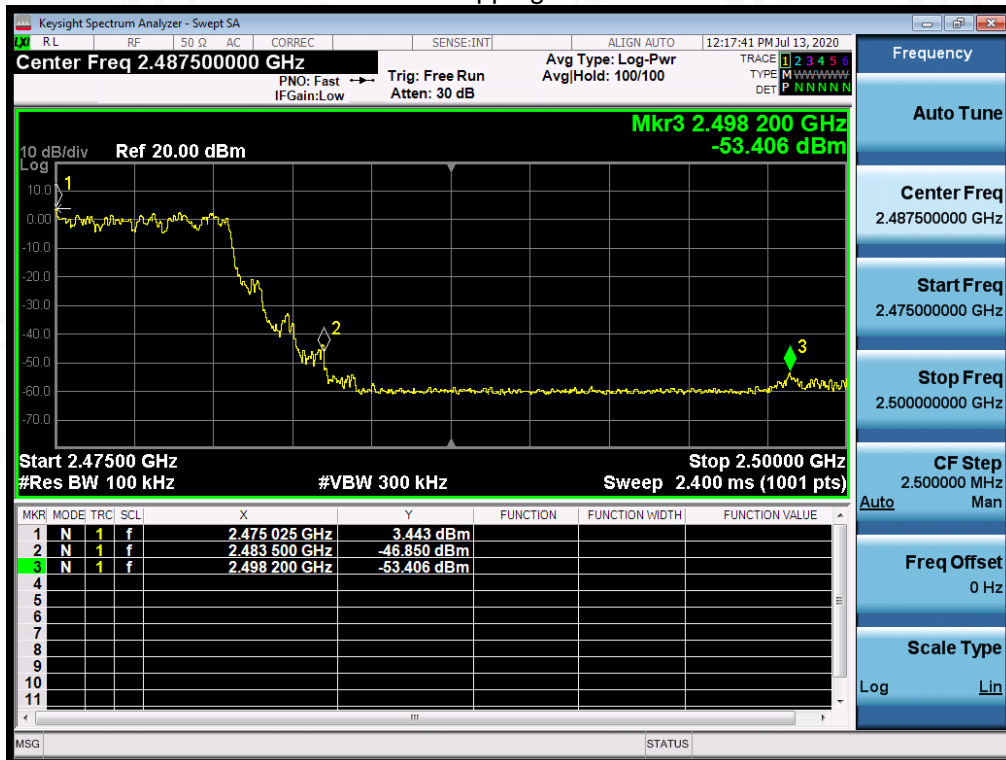 Keysight Spectrum Analyzer - Swept SA
LXI RL RF 50 Ω AC CORREC SENSE:INT ALIGN AUTO 12:17:41 PM Jul 13, 2020
Center Freq 2.487500000 GHz
PNO: Fast
IFGain:Low
Trig: Free Run
Atten: 30 dB
Avg Type: Log-Pwr
Avg|Hold: 100/100
TRACE 1 2 3 4 5 6
TYPE M W W W W W
DET P N N N N N
Mkr3 2.498 200 GHz
-53.406 dBm
10 dB/div Ref 20.00 dBm
Log
10.0
0.00
-10.0
-20.0
-30.0
-40.0
-50.0
-60.0
-70.0
1
2
3
Start 2.47500 GHz Stop 2.50000 GHz
#Res BW 100 kHz #VBW 300 kHz Sweep 2.400 ms (1001 pts)
MKR MODE TRC SCL X Y FUNCTION FUNCTION WIDTH FUNCTION VALUE
1 N 1 f 2.475 025 GHz 3.443 dBm
2 N 1 f 2.483 500 GHz -46.850 dBm
3 N 1 f 2.498 200 GHz -53.406 dBm
4
5
6
7
8
9
10
11
MSG STATUS
Frequency
Auto Tune
Center Freq
2.487500000 GHz
Start Freq
2.475000000 GHz
Stop Freq
2.500000000 GHz
CF Step
2.500000 MHz
Auto Man
Freq Offset
0 Hz
Scale Type
Log Lin